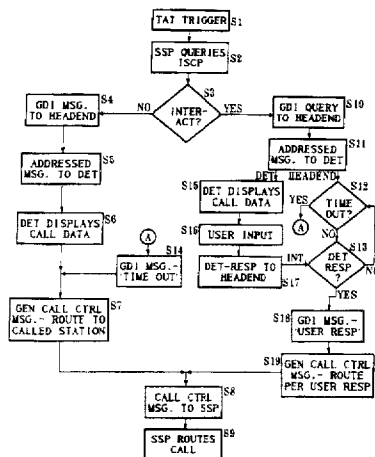 TAT TRIGGER
S1
SSP QUERIES
ISCP
S2
S3
INTER-
ACT?
NO
YES
S4
GDI MSG.
TO HEADEND
S10
GDI QUERY
TO HEADEND
S5
ADDRESSED
MSG. TO DET
S11
ADDRESSED
MSG. TO DET
DET
HEADEND
S6
DET DISPLAYS
CALL DATA
S15
DET DISPLAYS
CALL DATA
S12
TIME
OUT?
YES
A
NO
S16
USER INPUT
A
S14
GDI MSG.-
TIME OUT
DET-RESP TO
HEADEND
S17
INT
S13
DET
RESP
?
NO
YES
S7
GEN CALL CTRL
MSG.- ROUTE TO
CALLED STATION
S18
GDI MSG.-
USER RESP
S19
GEN CALL CTRL
MSG.- ROUTE
PER USER RESP
S8
CALL CTRL
MSG. TO SSP
S9
SSP ROUTES
CALL